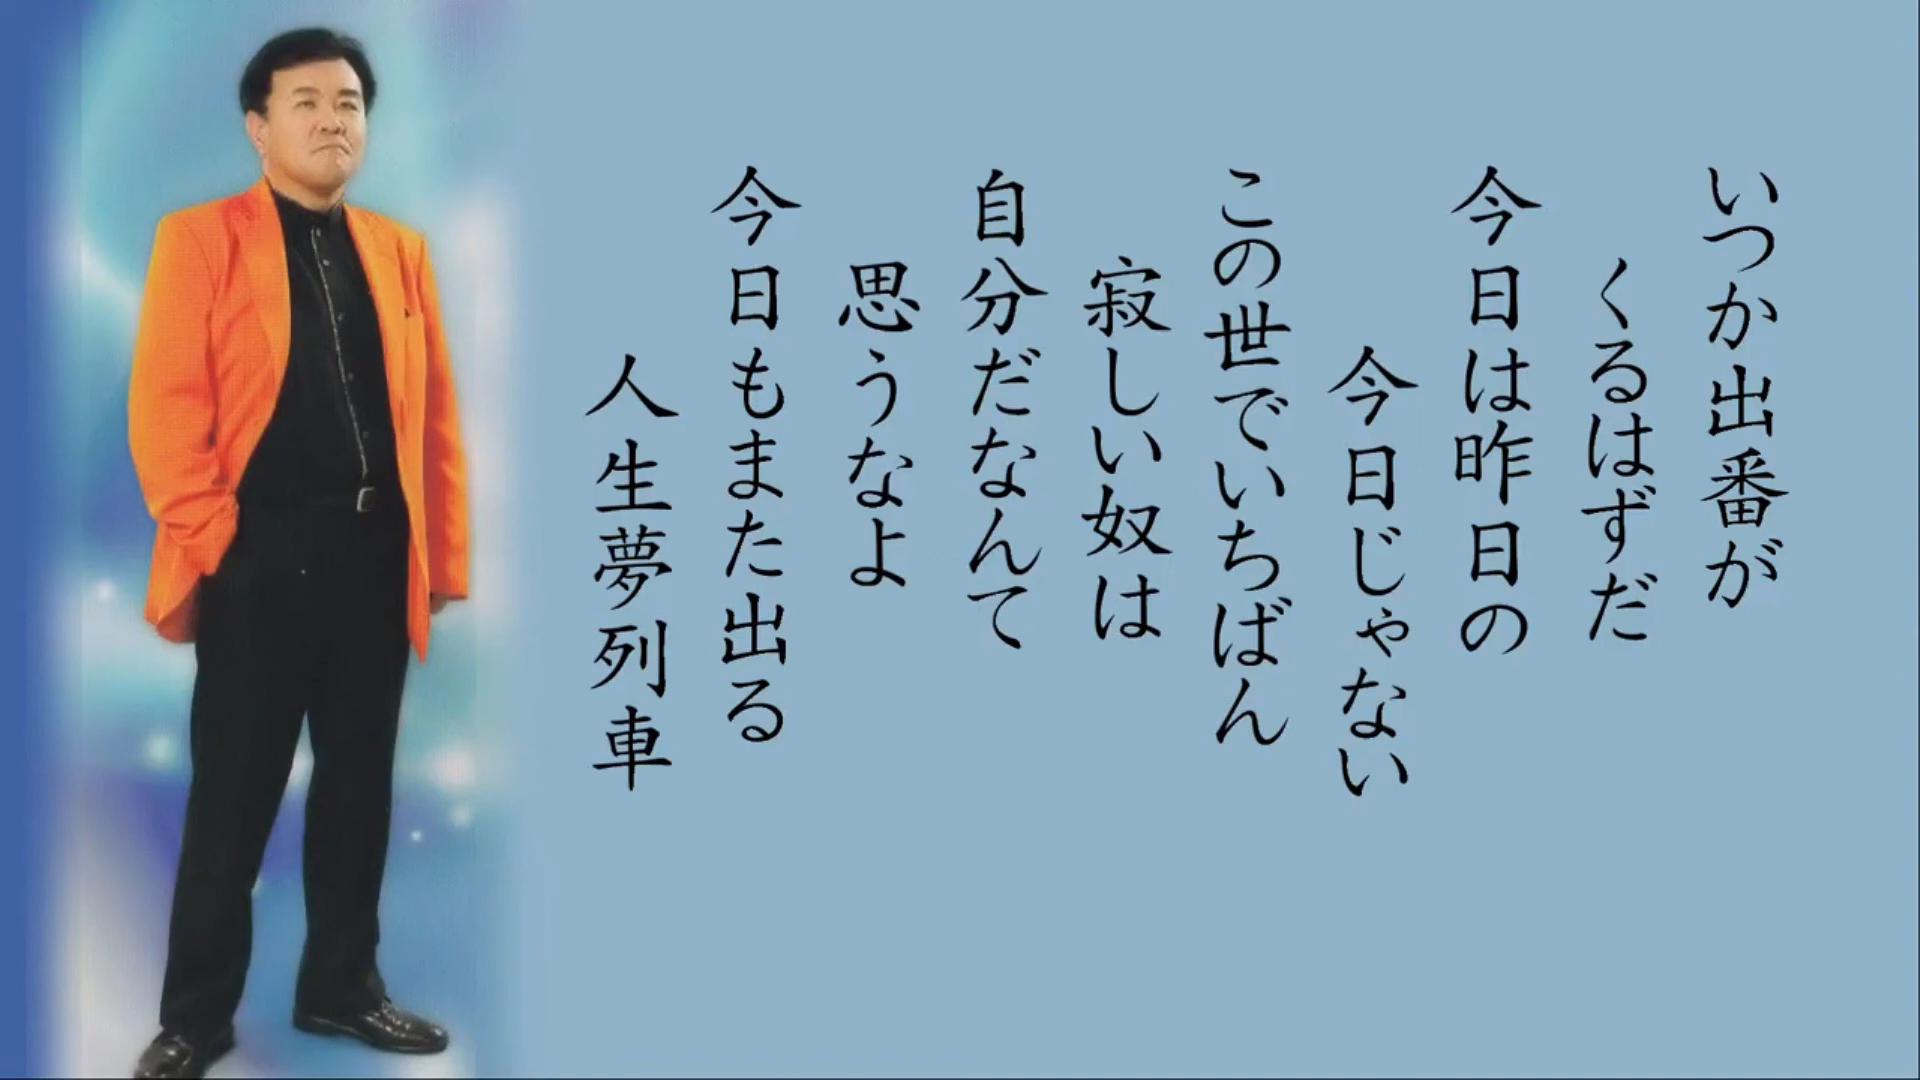 いつか出番が
くるはずだ
今日は昨日の
今日じゃない
この世でいちばん
寂しい奴は
自分だなんて
思うなよ
今日もまた出る
人生夢列車